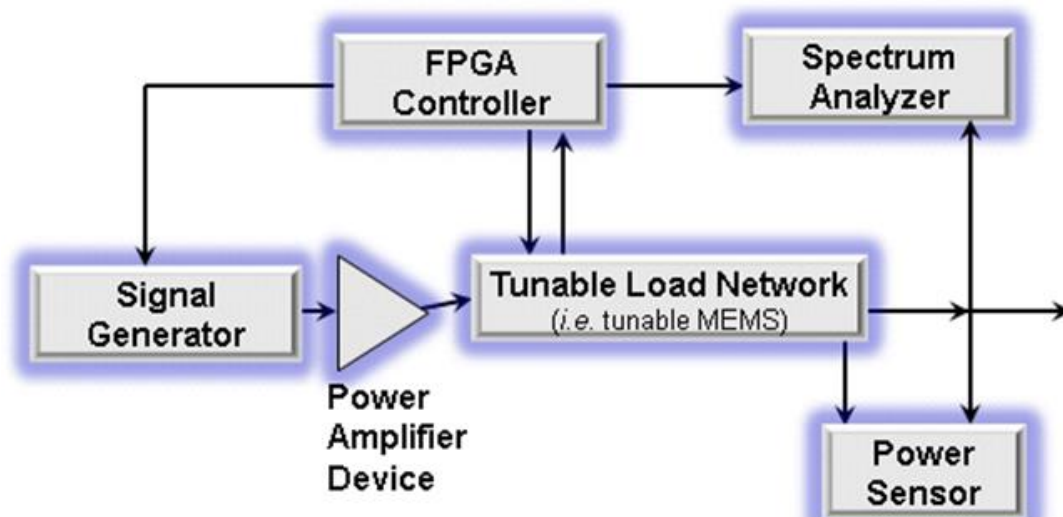 FPGA
Controller
Spectrum
Analyzer
Signal
Generator
Power
Amplifier
Device
Tunable Load Network
(i.e. tunable MEMS)
Power
Sensor